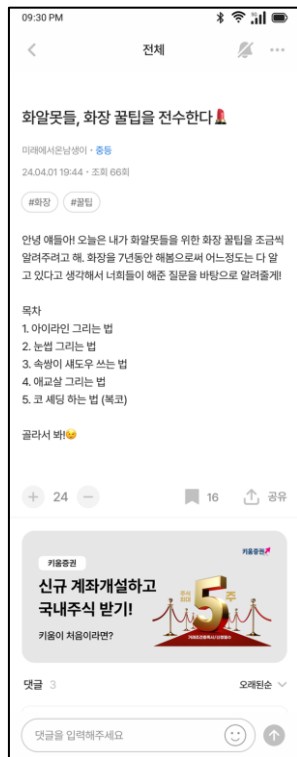 09:30 PM
전체
화알못들, 화장 꿀팁을 전수한다💄
미래에서온남생이 · 중등
24.04.01 19:44 · 조회 66회
#화장 #꿀팁
안녕 얘들아! 오늘은 내가 화알못들을 위한 화장 꿀팁을 조금씩
알려주려고 해. 화장을 7년동안 해봄으로써 어느정도는 다 알
고 있다고 생각해서 너희들이 해준 질문을 바탕으로 알려줄게!
목차
1. 아이라인 그리는 법
2. 눈썹 그리는 법
3. 속쌍이 섀도우 쓰는 법
4. 애교살 그리는 법
5. 코 셰딩 하는 법 (복코)
골라서 봐!😉
+ 24 −
16 공유
키움증권
키움증권
신규 계좌개설하고
국내주식 받기!
키움이 처음이라면?
5주
댓글 3
오래된순
댓글을 입력해주세요